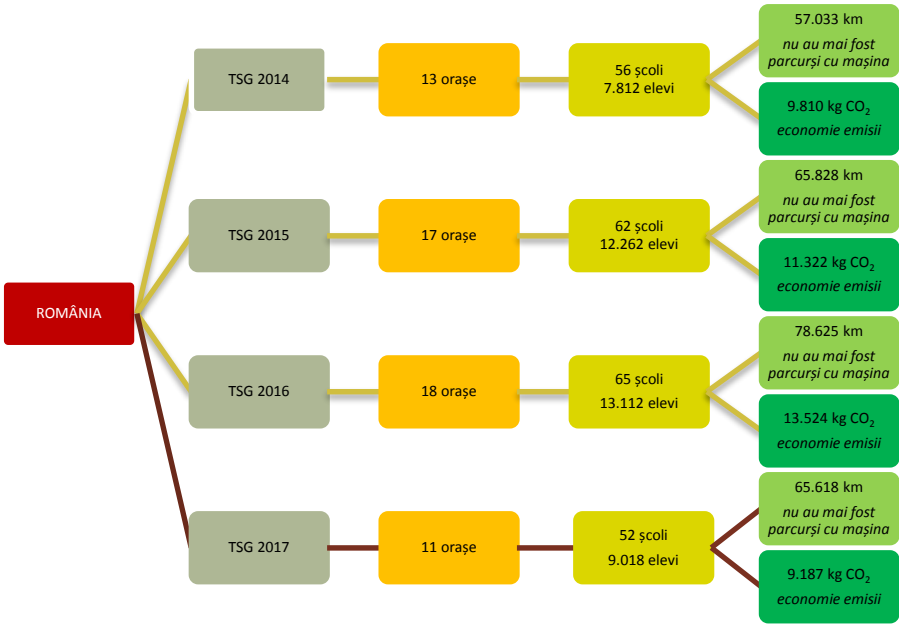 ROMÂNIA
TSG 2014
13 orașe
56 școli
7.812 elevi
57.033 km
nu au mai fost
parcurși cu mașina
9.810 kg CO₂
economie emisii
TSG 2015
17 orașe
62 școli
12.262 elevi
65.828 km
nu au mai fost
parcurși cu mașina
11.322 kg CO₂
economie emisii
TSG 2016
18 orașe
65 școli
13.112 elevi
78.625 km
nu au mai fost
parcurși cu mașina
13.524 kg CO₂
economie emisii
TSG 2017
11 orașe
52 școli
9.018 elevi
65.618 km
nu au mai fost
parcurși cu mașina
9.187 kg CO₂
economie emisii